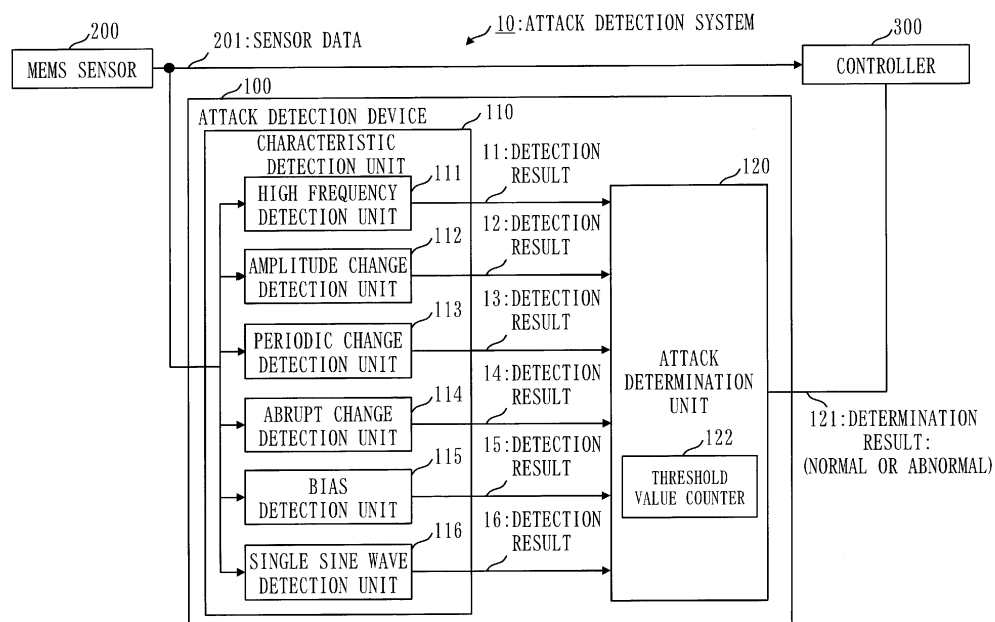 200
201:SENSOR DATA
10:ATTACK DETECTION SYSTEM
300
MEMS SENSOR
CONTROLLER
100
ATTACK DETECTION DEVICE
110
CHARACTERISTIC
DETECTION UNIT
111
HIGH FREQUENCY
DETECTION UNIT
11:DETECTION
RESULT
120
112
AMPLITUDE CHANGE
DETECTION UNIT
12:DETECTION
RESULT
113
PERIODIC CHANGE
DETECTION UNIT
13:DETECTION
RESULT
114
ABRUPT CHANGE
DETECTION UNIT
14:DETECTION
RESULT
115
BIAS
DETECTION UNIT
15:DETECTION
RESULT
116
SINGLE SINE WAVE
DETECTION UNIT
16:DETECTION
RESULT
ATTACK
DETERMINATION
UNIT
122
THRESHOLD
VALUE COUNTER
121:DETERMINATION
RESULT:
(NORMAL OR ABNORMAL)